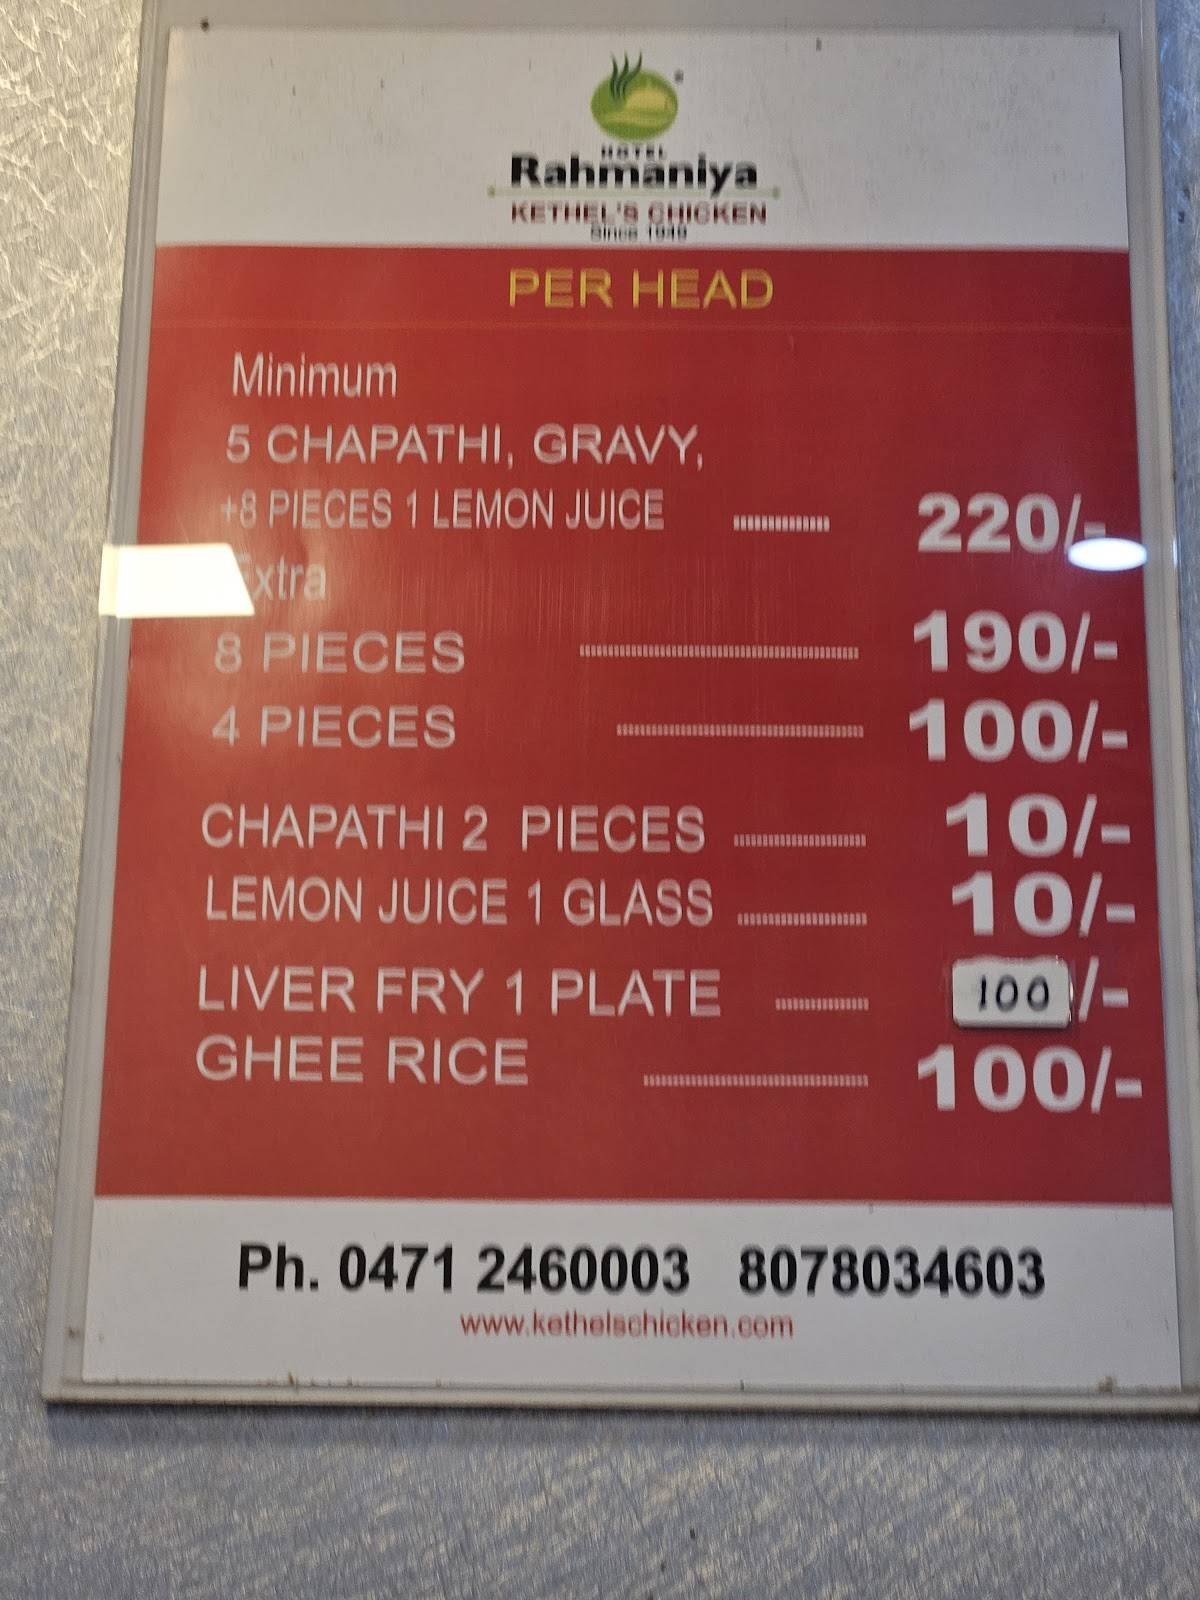 HOTEL
Rahmaniya
KETHEL'S CHICKEN
Since 1949
PER HEAD
Minimum
5 CHAPATHI, GRAVY,
+8 PIECES 1 LEMON JUICE ............ 220/-
Extra
8 PIECES ............ 190/-
4 PIECES ............ 100/-
CHAPATHI 2 PIECES ............ 10/-
LEMON JUICE 1 GLASS ............ 10/-
LIVER FRY 1 PLATE ............ 100/-
GHEE RICE ............ 100/-
Ph. 0471 2460003 8078034603
www.kethelschicken.com